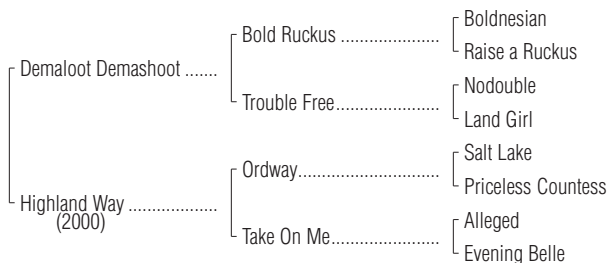 Boldnesian
Bold Ruckus ......................
Raise a Ruckus
Demaloot Demashoot .......
Nodouble
Trouble Free.......................
Land Girl
Salt Lake
Ordway...............................
Priceless Countess
Highland Way ...................
(2000)
Alleged
Take On Me........................
Evening Belle